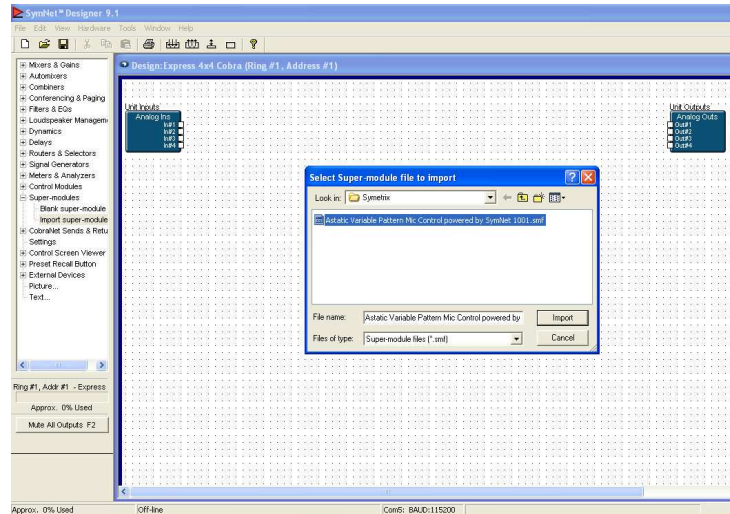 SymNet™ Designer 9.1
File Edit View Hardware Tools Window Help
Design:Express 4x4 Cobra (Ring #1, Address #1)
Mixers & Gains
Automixers
Combiners
Conferencing & Paging
Filters & EQs
Loudspeaker Managem
Dynamics
Delays
Routers & Selectors
Signal Generators
Meters & Analyzers
Control Modules
Super-modules
Blank super-module
Import super-module
CobraNet Sends & Retu
Settings
Control Screen Viewer
Preset Recall Button
External Devices
Picture...
Text...
Ring #1, Addr #1 - Express
Approx. 0% Used
Mute All Outputs F2
Unit Inputs
Analog Ins
In#1
In#2
In#3
In#4
Unit Outputs
Analog Outs
Out#1
Out#2
Out#3
Out#4
Select Super-module file to import
Look in: Symetrix
Astatic Variable Pattern Mic Control powered by SymNet 1001.smf
File name: Astatic Variable Pattern Mic Control powered by
Import
Files of type: Super-module files (*.smf)
Cancel
Approx. 0% Used Off-line Com5: BAUD:115200